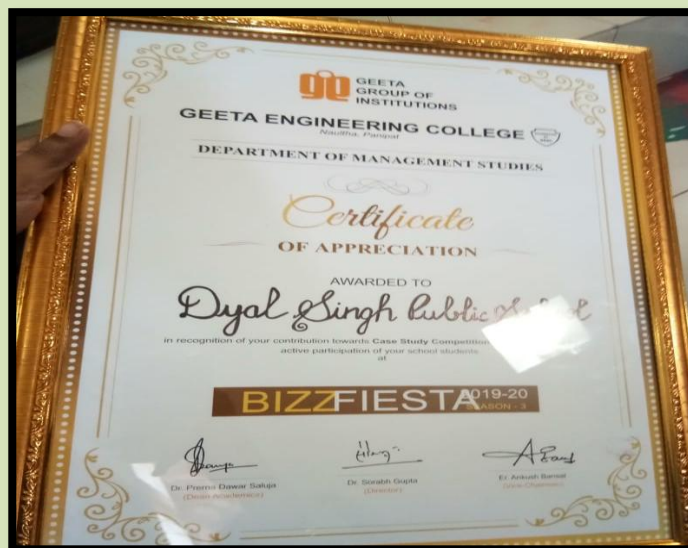 GEETA
GROUP OF
INSTITUTIONS
GEETA ENGINEERING COLLEGE
Naultha, Panipat
DEPARTMENT OF MANAGEMENT STUDIES
Certificate
OF APPRECIATION
AWARDED TO
Dyal Singh Public School
in recognition of your contribution towards Case Study Competition
active participation of your school students
at
BIZZFIESTA 2019-20
SEASON - 3
Dr. Prerna Dawar Saluja Dr. Sorabh Gupta Er. Ankush Bansal
(Dean Academics) (Director) (Vice-Chairman)